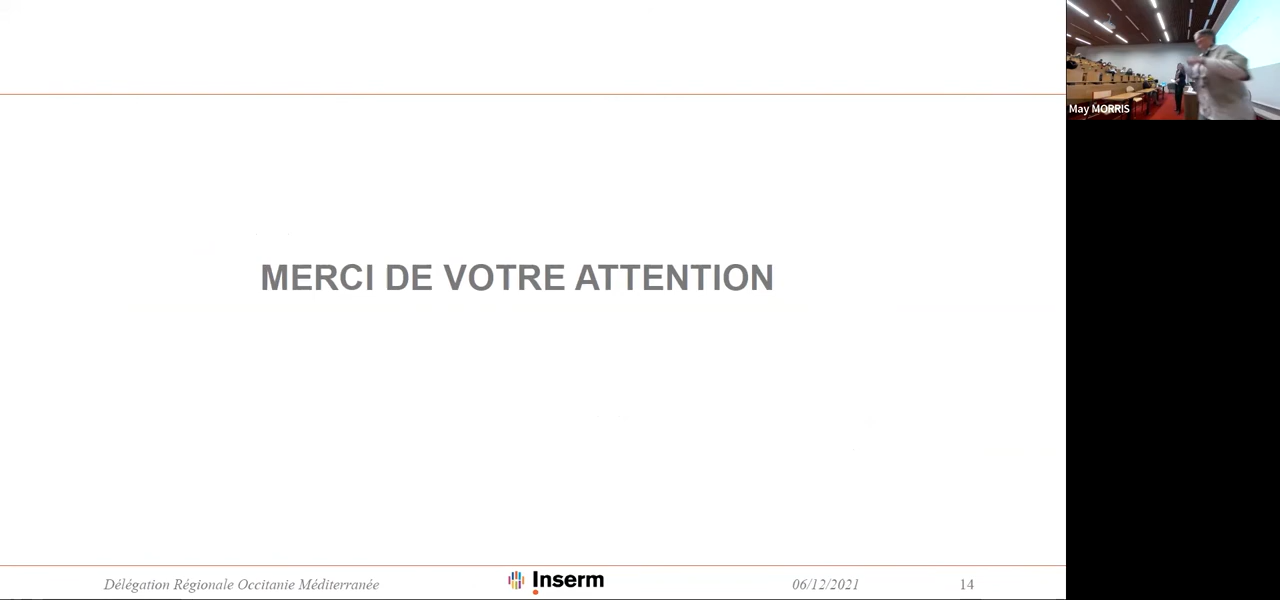 May MORRIS
MERCI DE VOTRE ATTENTION
Délégation Régionale Occitanie Méditerranée
Inserm
06/12/2021
14